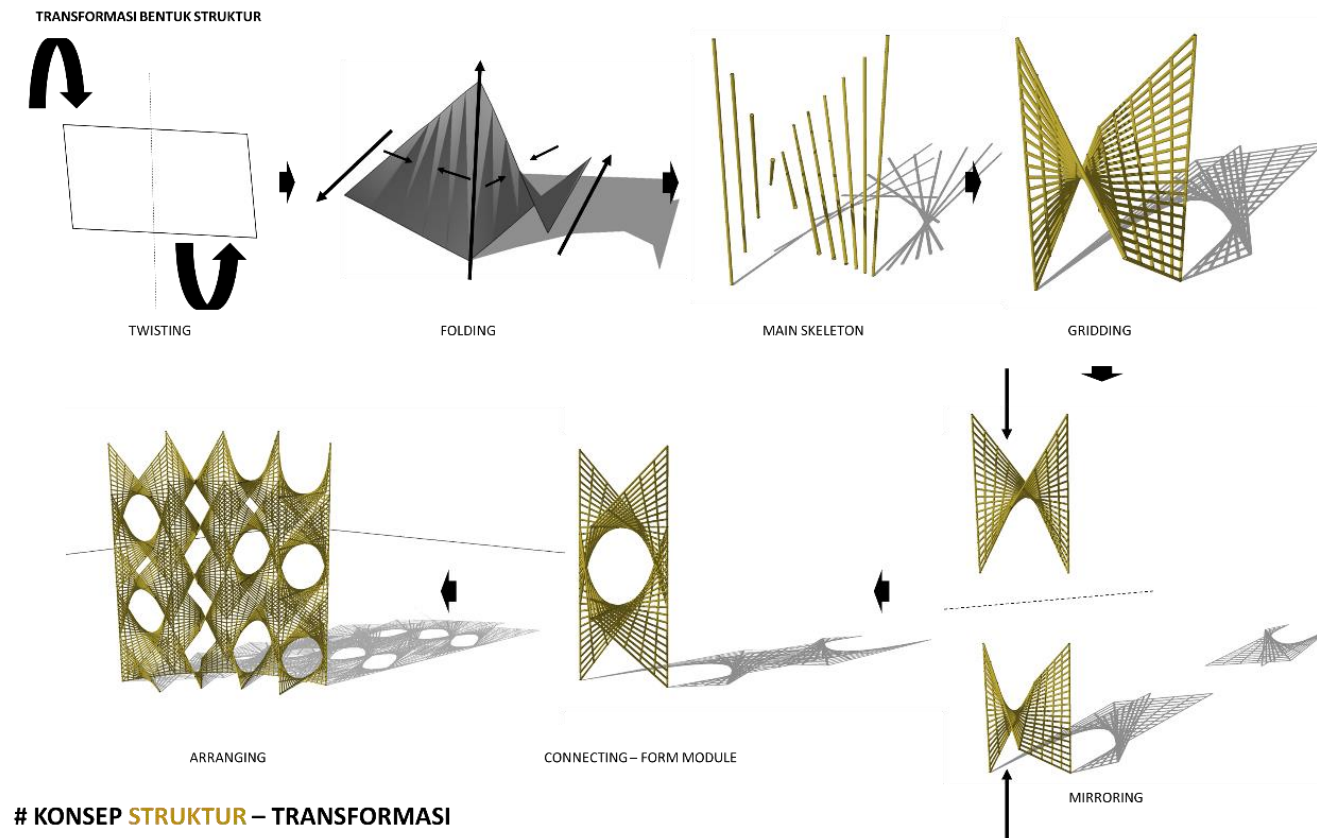 TRANSFORMASI BENTUK STRUKTUR
TWISTING
FOLDING
MAIN SKELETON
GRIDDING
ARRANGING
CONNECTING – FORM MODULE
MIRRORING
# KONSEP STRUKTUR – TRANSFORMASI